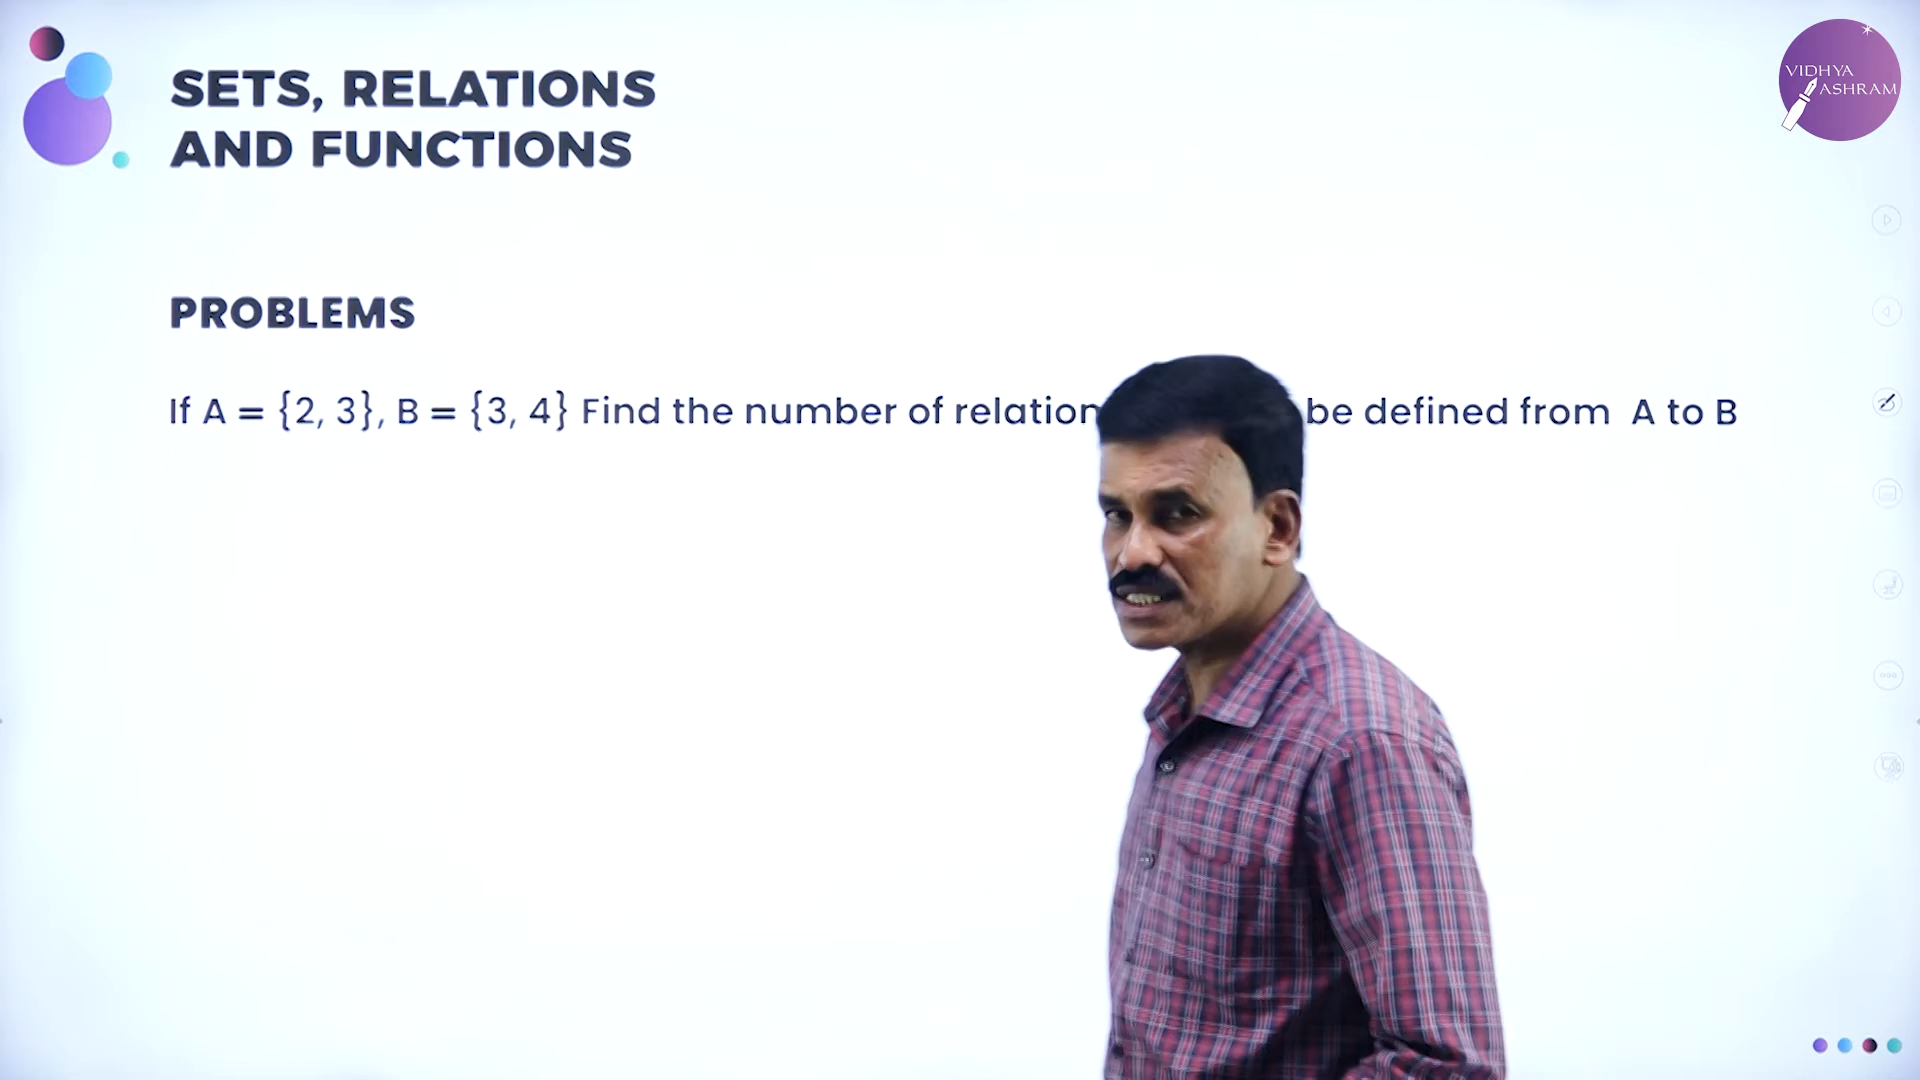 SETS, RELATIONS
AND FUNCTIONS
VIDHYA
ASHRAM
PROBLEMS
If A = {2, 3}, B = {3, 4} Find the number of be defined from A to B